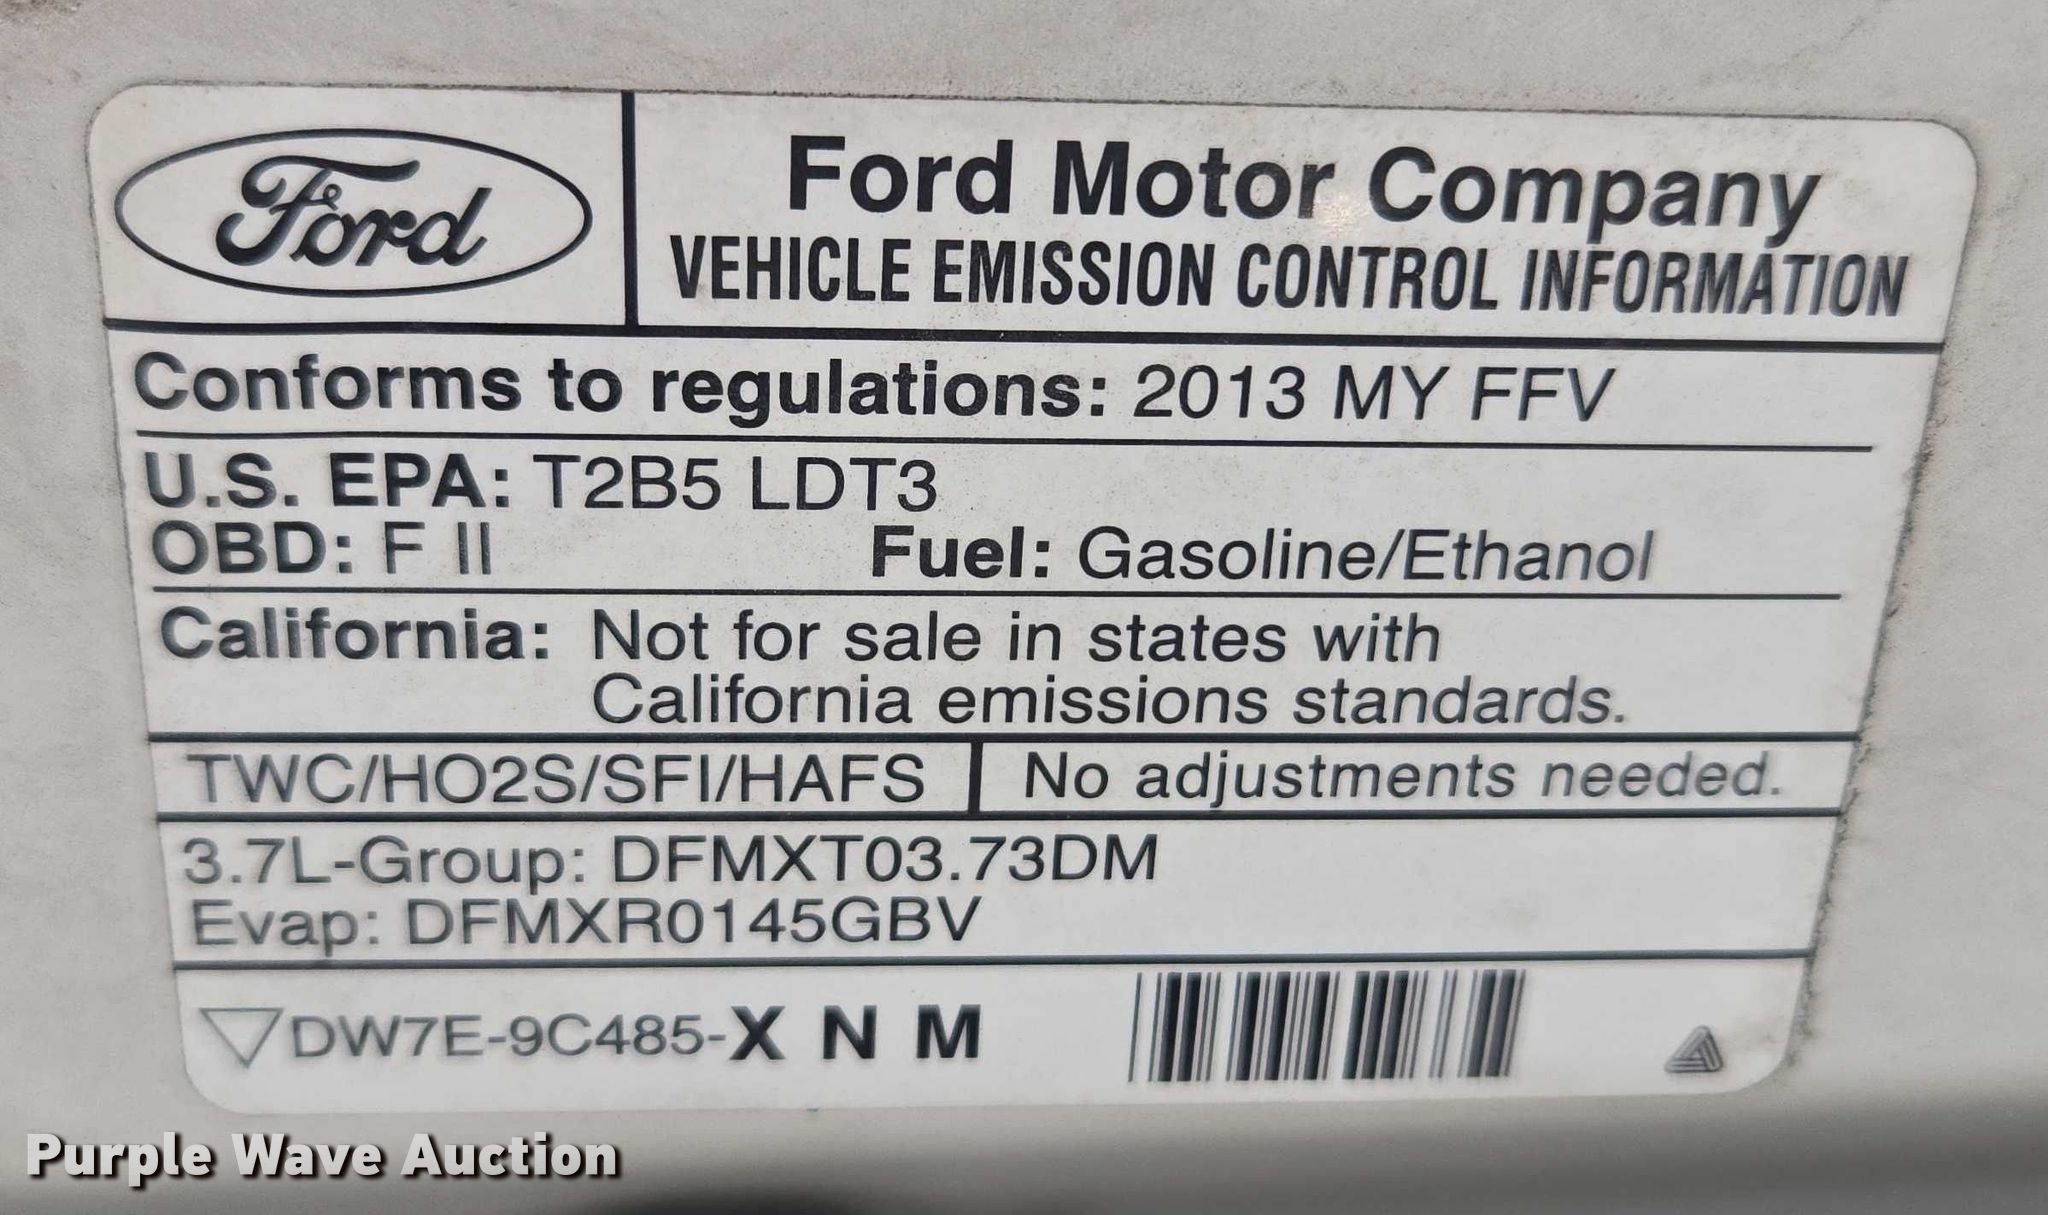 Ford
Ford Motor Company
VEHICLE EMISSION CONTROL INFORMATION
Conforms to regulations: 2013 MY FFV
U.S. EPA: T2B5 LDT3
OBD: F II Fuel: Gasoline/Ethanol
California: Not for sale in states with
California emissions standards.
TWC/HO2S/SFI/HAFS No adjustments needed.
3.7L-Group: DFMXT03.73DM
Evap: DFMXR0145GBV
DW7E-9C485-X N M
Purple Wave Auction